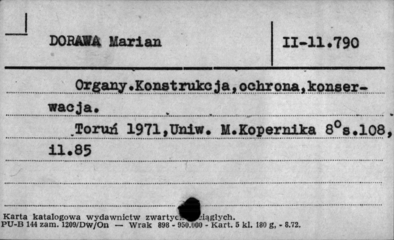 DORAWA Marian
II-11.790
Organy.Konstrukcja,ochrona,konser-
wacja.
Toruń 1971,Uniw. M.Kopernika 8°s.108,
il.85
Karta katalogowa wydawnictw zwartych ciągłych.
PU-B 144 zam. 1209/Dw/On — Wrak 898 - 950.000 - Kart. 5 kl. 180 g, - 8.72.